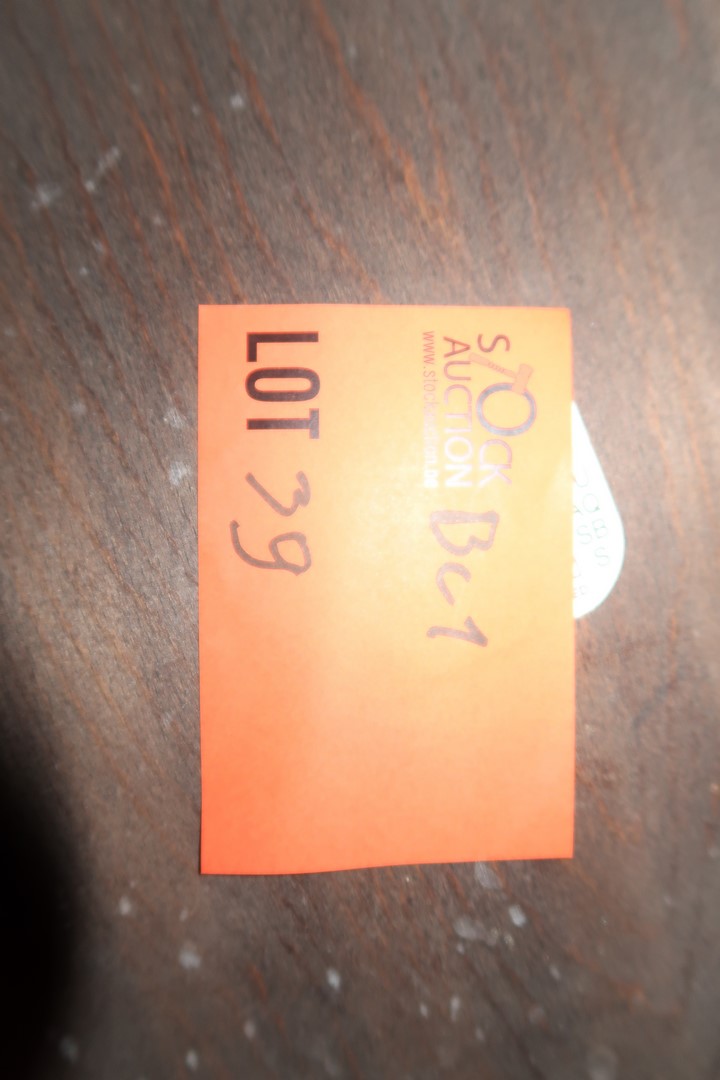 STOCK
AUCTION
Bc1
LOT 39